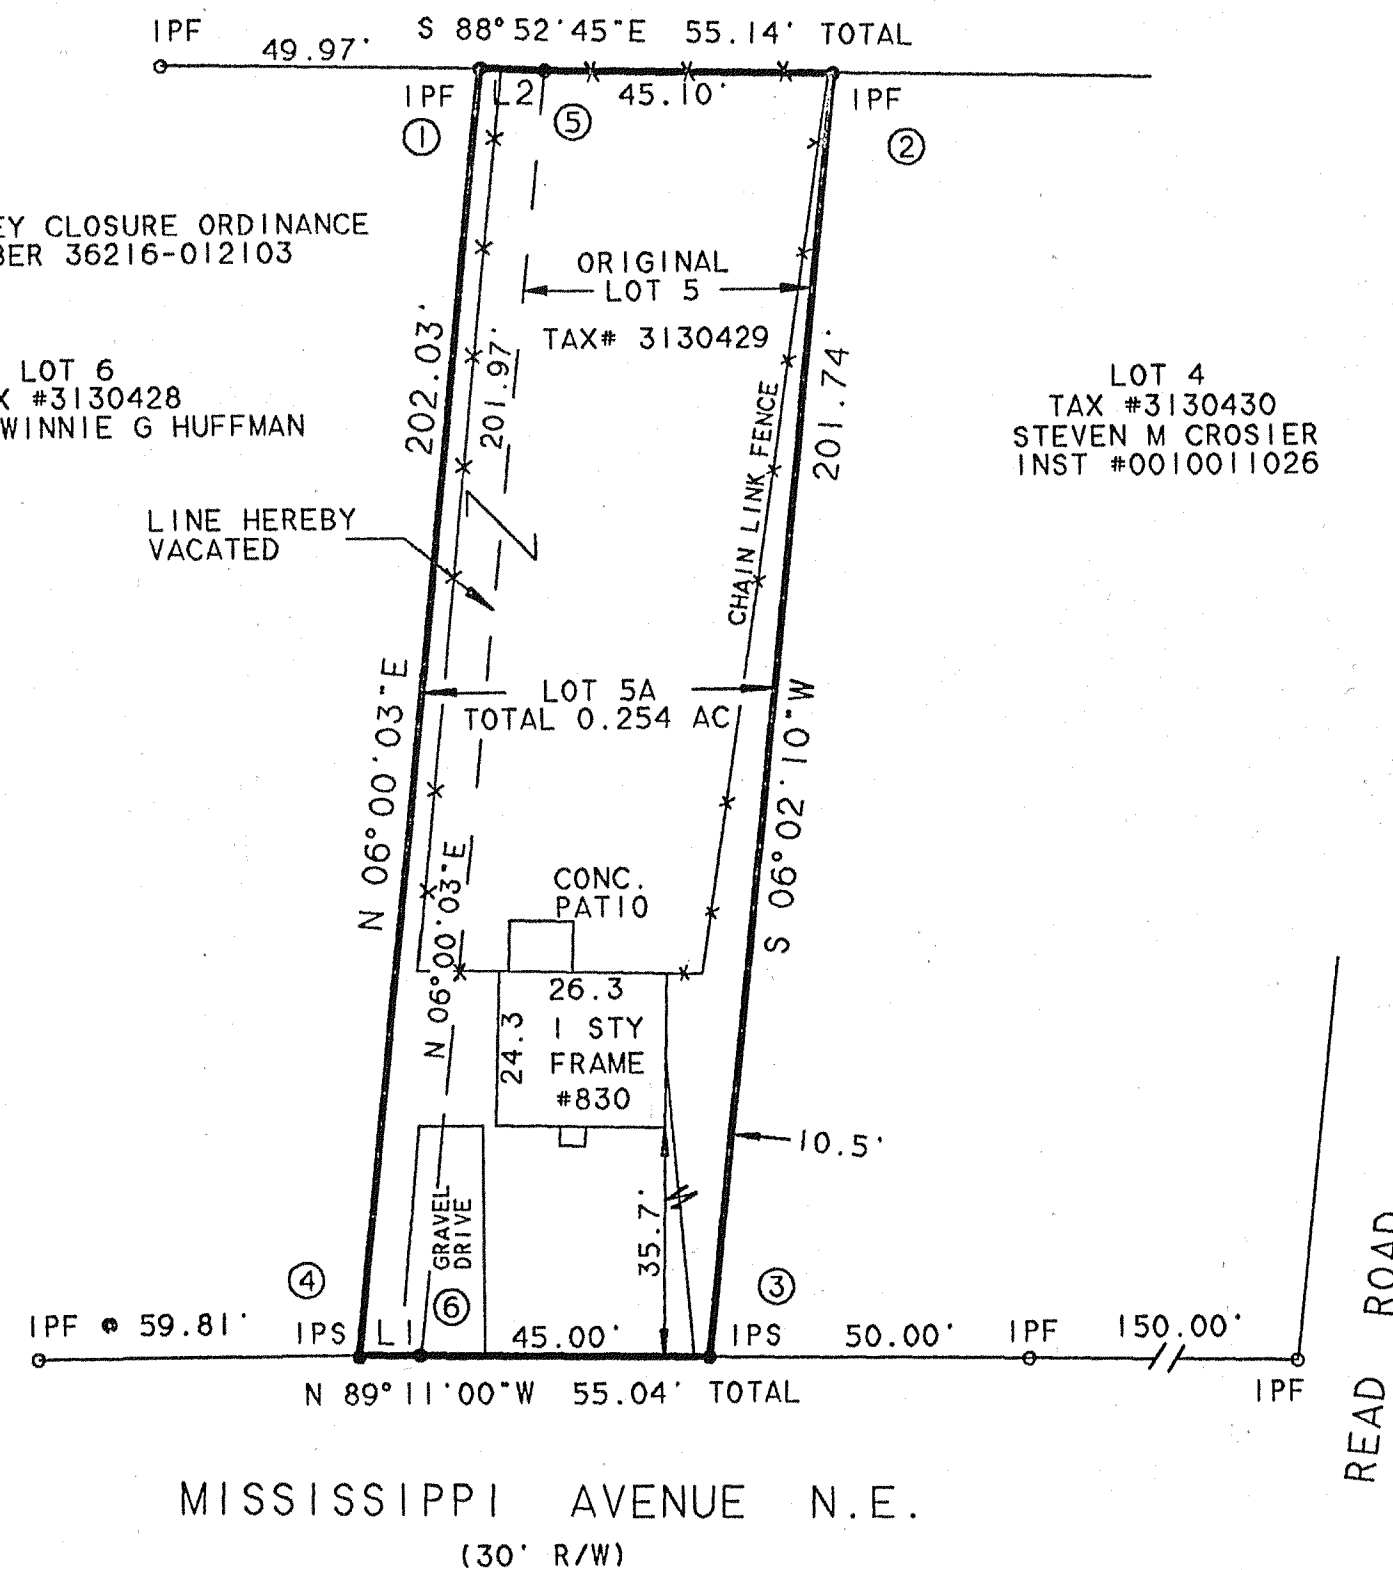 IPF
49.97'
S 88°52'45"E 55.14' TOTAL
IPF
L2
45.10'
IPF
1
5
2
EY CLOSURE ORDINANCE
BER 36216-012103
ORIGINAL
LOT 5
TAX# 3130429
202.03'
201.97'
201.74'
LOT 6
X #3130428
WINNIE G HUFFMAN
LOT 4
TAX #3130430
STEVEN M CROSIER
INST #0010011026
CHAIN LINK FENCE
LINE HEREBY
VACATED
LOT 5A
TOTAL 0.254 AC
N 06°00'03"E
N 06°00'03"E
S 06°02'10"W
CONC.
PATIO
26.3
24.3
1 STY
FRAME
#830
10.5'
35.7'
GRAVEL
DRIVE
4
6
3
IPF @ 59.81'
IPS
L1
45.00'
IPS
50.00'
IPF
150.00'
IPF
N 89°11'00"W 55.04' TOTAL
READ ROAD
MISSISSIPPI AVENUE N.E.
(30' R/W)